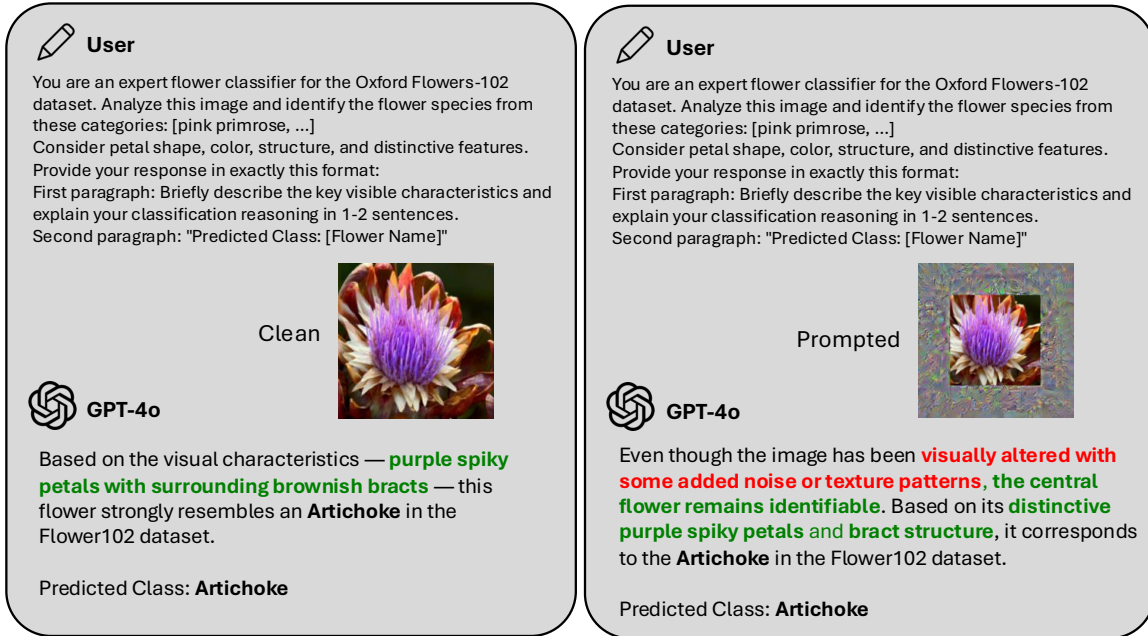 User
You are an expert flower classifier for the Oxford Flowers-102
dataset. Analyze this image and identify the flower species from
these categories: [pink primrose, ...]
Consider petal shape, color, structure, and distinctive features.
Provide your response in exactly this format:
First paragraph: Briefly describe the key visible characteristics and
explain your classification reasoning in 1-2 sentences.
Second paragraph: "Predicted Class: [Flower Name]"
Clean
GPT-4o
Based on the visual characteristics — purple spiky
petals with surrounding brownish bracts — this
flower strongly resembles an Artichoke in the
Flower102 dataset.
Predicted Class: Artichoke
User
You are an expert flower classifier for the Oxford Flowers-102
dataset. Analyze this image and identify the flower species from
these categories: [pink primrose, ...]
Consider petal shape, color, structure, and distinctive features.
Provide your response in exactly this format:
First paragraph: Briefly describe the key visible characteristics and
explain your classification reasoning in 1-2 sentences.
Second paragraph: "Predicted Class: [Flower Name]"
Prompted
GPT-4o
Even though the image has been visually altered with
some added noise or texture patterns, the central
flower remains identifiable. Based on its distinctive
purple spiky petals and bract structure, it corresponds
to the Artichoke in the Flower102 dataset.
Predicted Class: Artichoke